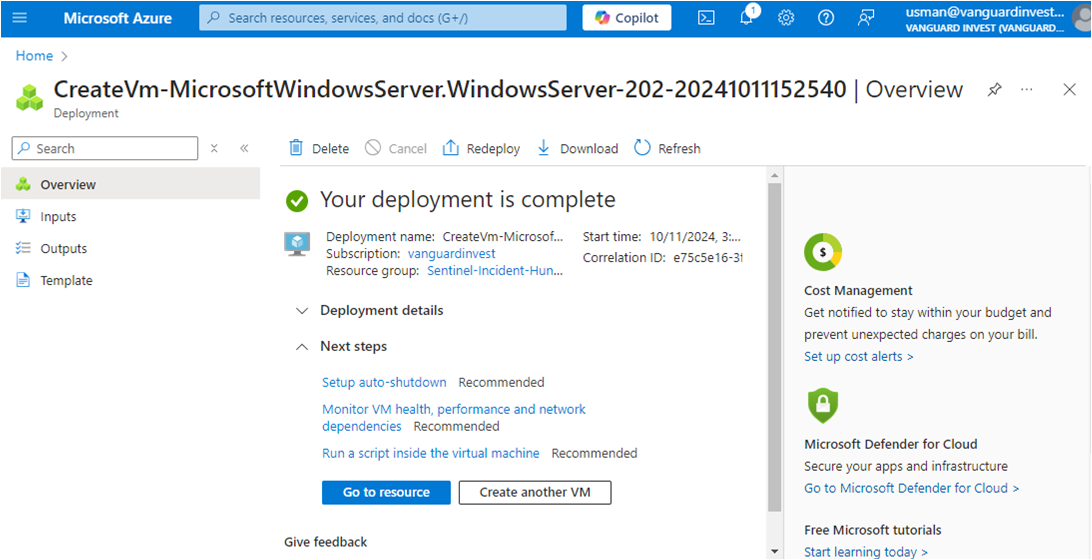 Microsoft Azure
Search resources, services, and docs (G+/)
Copilot
1
usman@vanguardinvest...
VANGUARD INVEST (VANGUARD...
Home >
CreateVm-MicrosoftWindowsServer.WindowsServer-202-20241011152540 | Overview
Deployment
Search
Delete Cancel Redeploy Download Refresh
Overview
Inputs
Outputs
Template
Your deployment is complete
Deployment name: CreateVm-Microsof...
Subscription: vanguardinvest
Resource group: Sentinel-Incident-Hun...
Start time: 10/11/2024, 3:...
Correlation ID: e75c5e16-3f
Deployment details
Next steps
Setup auto-shutdown Recommended
Monitor VM health, performance and network
dependencies Recommended
Run a script inside the virtual machine Recommended
Go to resource
Create another VM
Give feedback
$
Cost Management
Get notified to stay within your budget and
prevent unexpected charges on your bill.
Set up cost alerts >
Microsoft Defender for Cloud
Secure your apps and infrastructure
Go to Microsoft Defender for Cloud >
Free Microsoft tutorials
Start learning today >